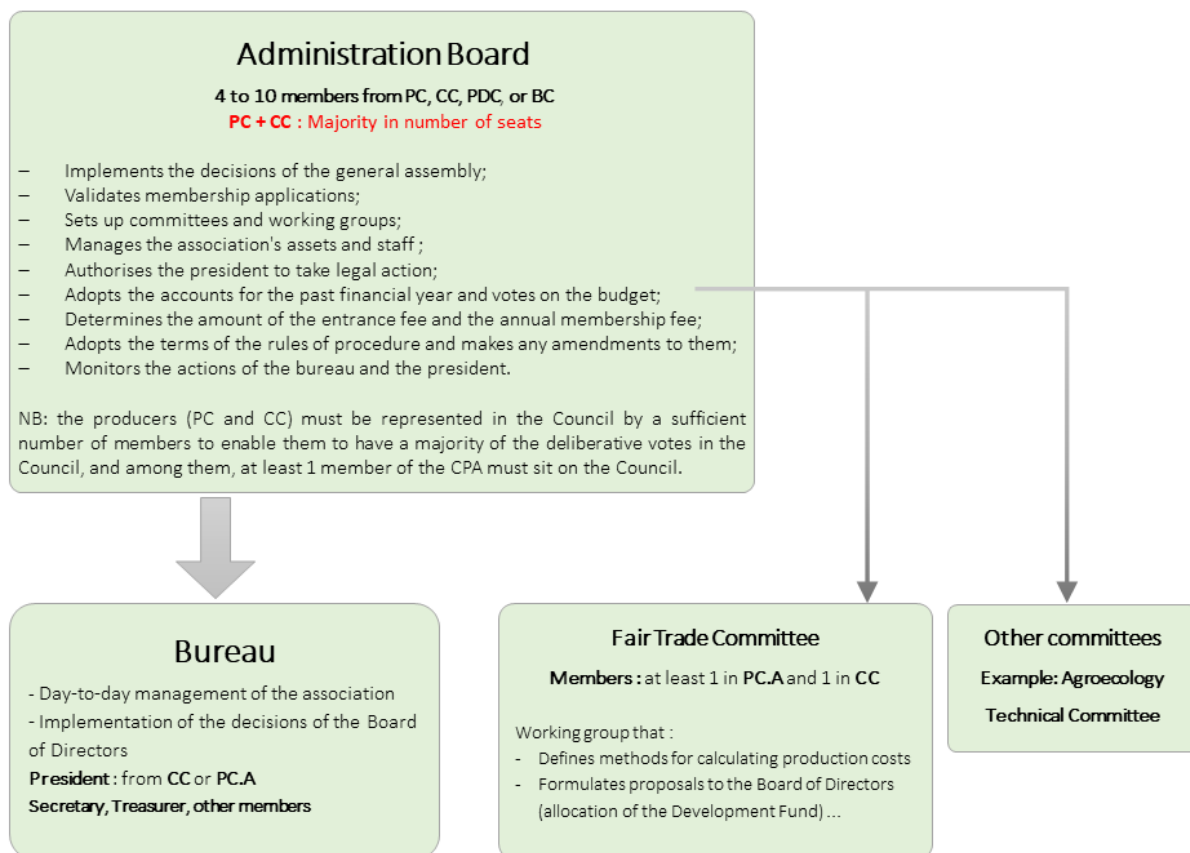 Administration Board
4 to 10 members from PC, CC, PDC, or BC
PC + CC : Majority in number of seats
– Implements the decisions of the general assembly;
– Validates membership applications;
– Sets up committees and working groups;
– Manages the association's assets and staff ;
– Authorises the president to take legal action;
– Adopts the accounts for the past financial year and votes on the budget;
– Determines the amount of the entrance fee and the annual membership fee;
– Adopts the terms of the rules of procedure and makes any amendments to them;
– Monitors the actions of the bureau and the president.
NB: the producers (PC and CC) must be represented in the Council by a sufficient
number of members to enable them to have a majority of the deliberative votes in the
Council, and among them, at least 1 member of the CPA must sit on the Council.
Bureau
- Day-to-day management of the association
- Implementation of the decisions of the Board
of Directors
President : from CC or PC.A
Secretary, Treasurer, other members
Fair Trade Committee
Members : at least 1 in PC.A and 1 in CC
Working group that :
- Defines methods for calculating production costs
- Formulates proposals to the Board of Directors
(allocation of the Development Fund) ...
Other committees
Example: Agroecology
Technical Committee